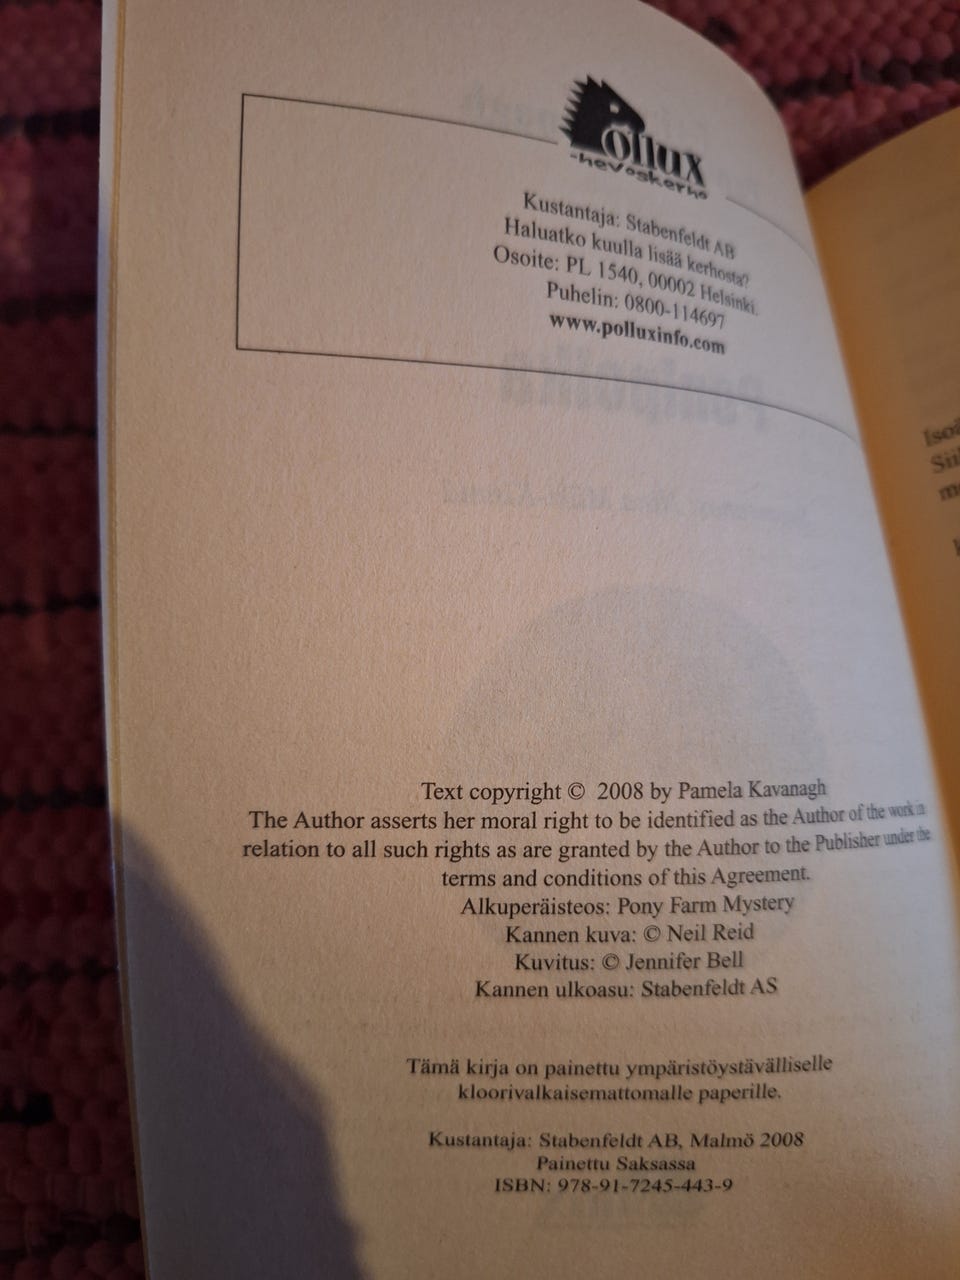 Pollux
-hevoskerho
Kustantaja: Stabenfeldt AB
Haluatko kuulla lisää kerhosta?
Osoite: PL 1540, 00002 Helsinki.
Puhelin: 0800-114697
www.polluxinfo.com
Text copyright © 2008 by Pamela Kavanagh
The Author asserts her moral right to be identified as the Author of the work in
relation to all such rights as are granted by the Author to the Publisher under the
terms and conditions of this Agreement.
Alkuperäisteos: Pony Farm Mystery
Kannen kuva: © Neil Reid
Kuvitus: © Jennifer Bell
Kannen ulkoasu: Stabenfeldt AS
Tämä kirja on painettu ympäristöystävälliselle
kloorivalkaisemattomalle paperille.
Kustantaja: Stabenfeldt AB, Malmö 2008
Painettu Saksassa
ISBN: 978-91-7245-443-9